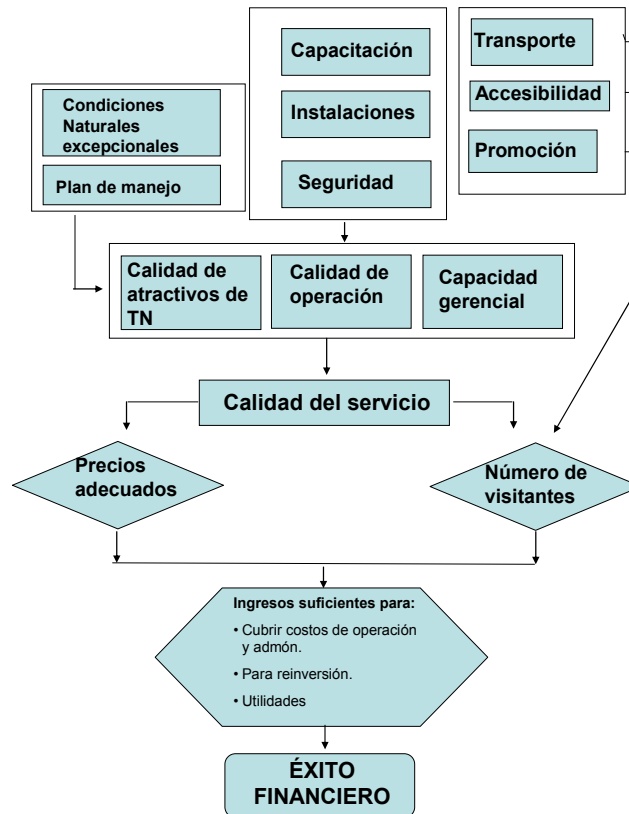 Condiciones
Naturales
excepcionales
Plan de manejo
Capacitación
Instalaciones
Seguridad
Transporte
Accesibilidad
Promoción
Calidad de
atractivos de
TN
Calidad de
operación
Capacidad
gerencial
Calidad del servicio
Precios
adecuados
Número de
visitantes
Ingresos suficientes para:
• Cubrir costos de operación
y admón.
• Para reinversión.
• Utilidades
ÉXITO
FINANCIERO